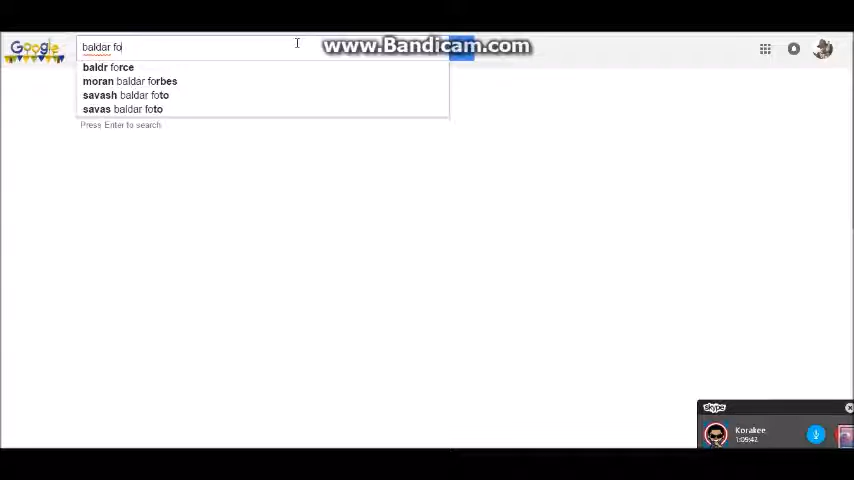 Google
baldar fo
www.Bandicam.com
baldr force
moran baldar forbes
savash baldar foto
savas baldar foto
Press Enter to search
skype
Korakee
1:09:42